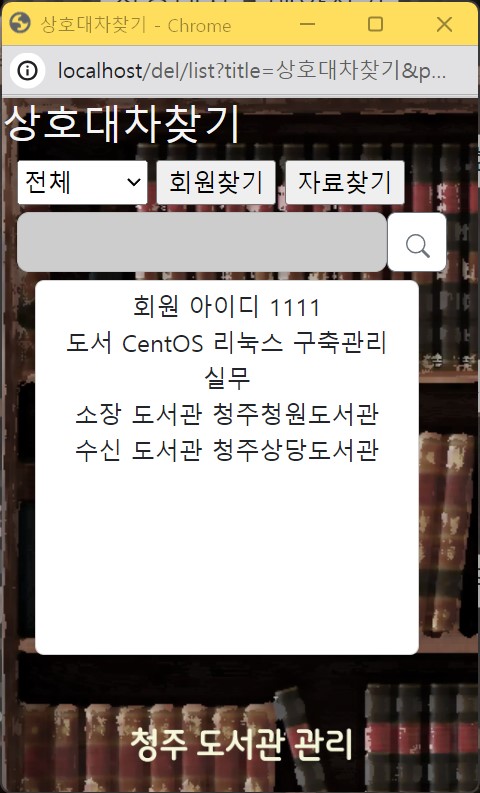 상호대차찾기 - Chrome
localhost/del/list?title=상호대차찾기&p...
상호대차찾기
전체 회원찾기 자료찾기
회원 아이디 1111
도서 CentOS 리눅스 구축관리
실무
소장 도서관 청주청원도서관
수신 도서관 청주상당도서관
청주 도서관 관리